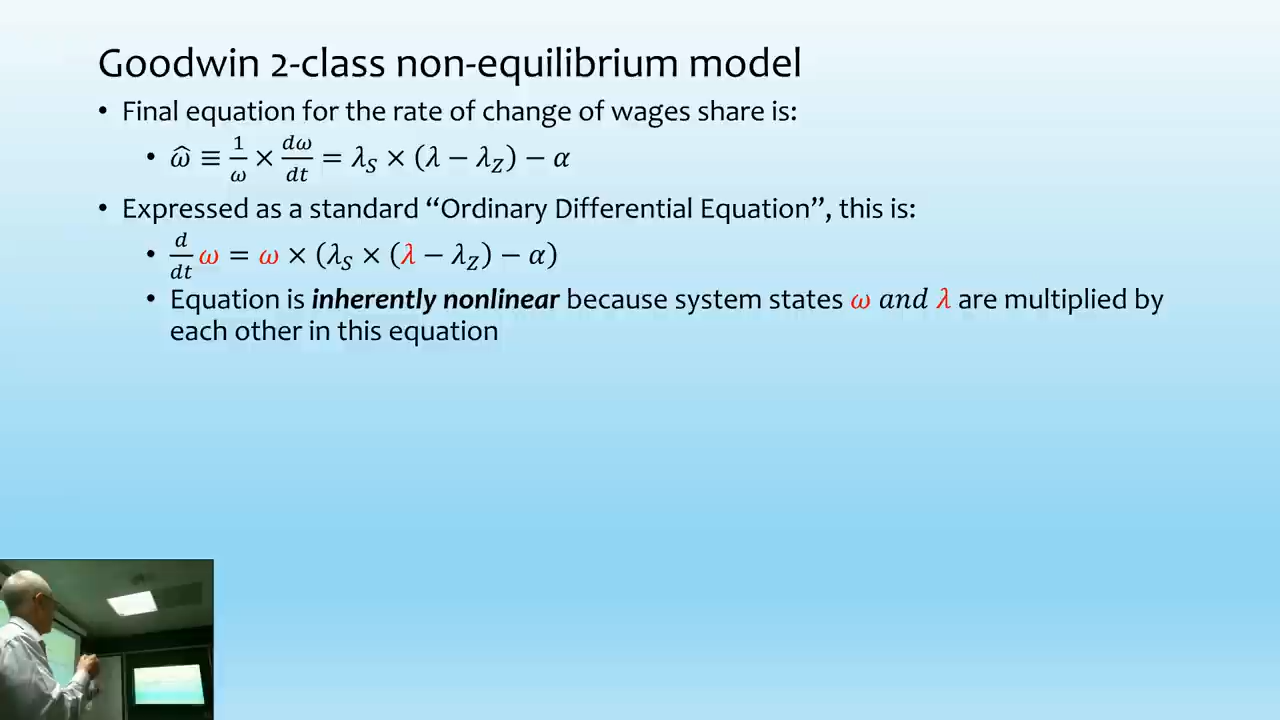 Goodwin 2-class non-equilibrium model
• Final equation for the rate of change of wages share is:
• ω̂ ≡ 1/ω × dω/dt = λ_S × (λ − λ_Z) − α
• Expressed as a standard “Ordinary Differential Equation”, this is:
• d/dt ω = ω × (λ_S × (λ − λ_Z) − α)
• Equation is inherently nonlinear because system states ω and λ are multiplied by
each other in this equation